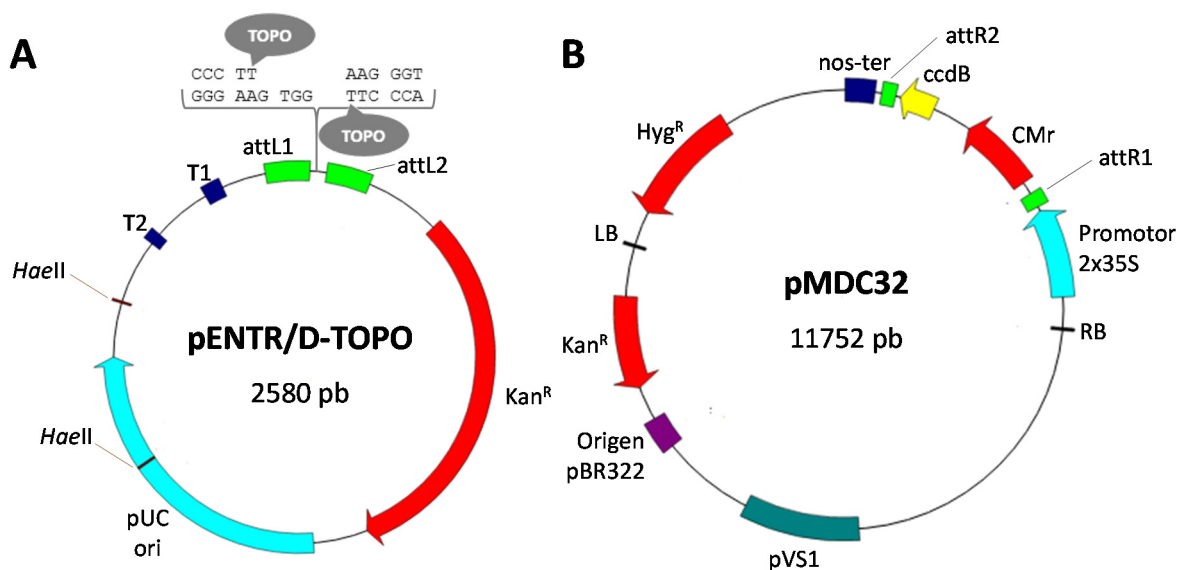 A
TOPO
CCC TT AAG GGT
GGG AAG TGG TTC CCA
TOPO
attL1
attL2
T1
T2
HaeII
pENTR/D-TOPO
2580 pb
KanR
HaeII
pUC
ori
B
attR2
nos-ter
ccdB
HygR
CMr
attR1
LB
Promotor
2x35S
pMDC32
11752 pb
RB
KanR
Origen
pBR322
pVS1